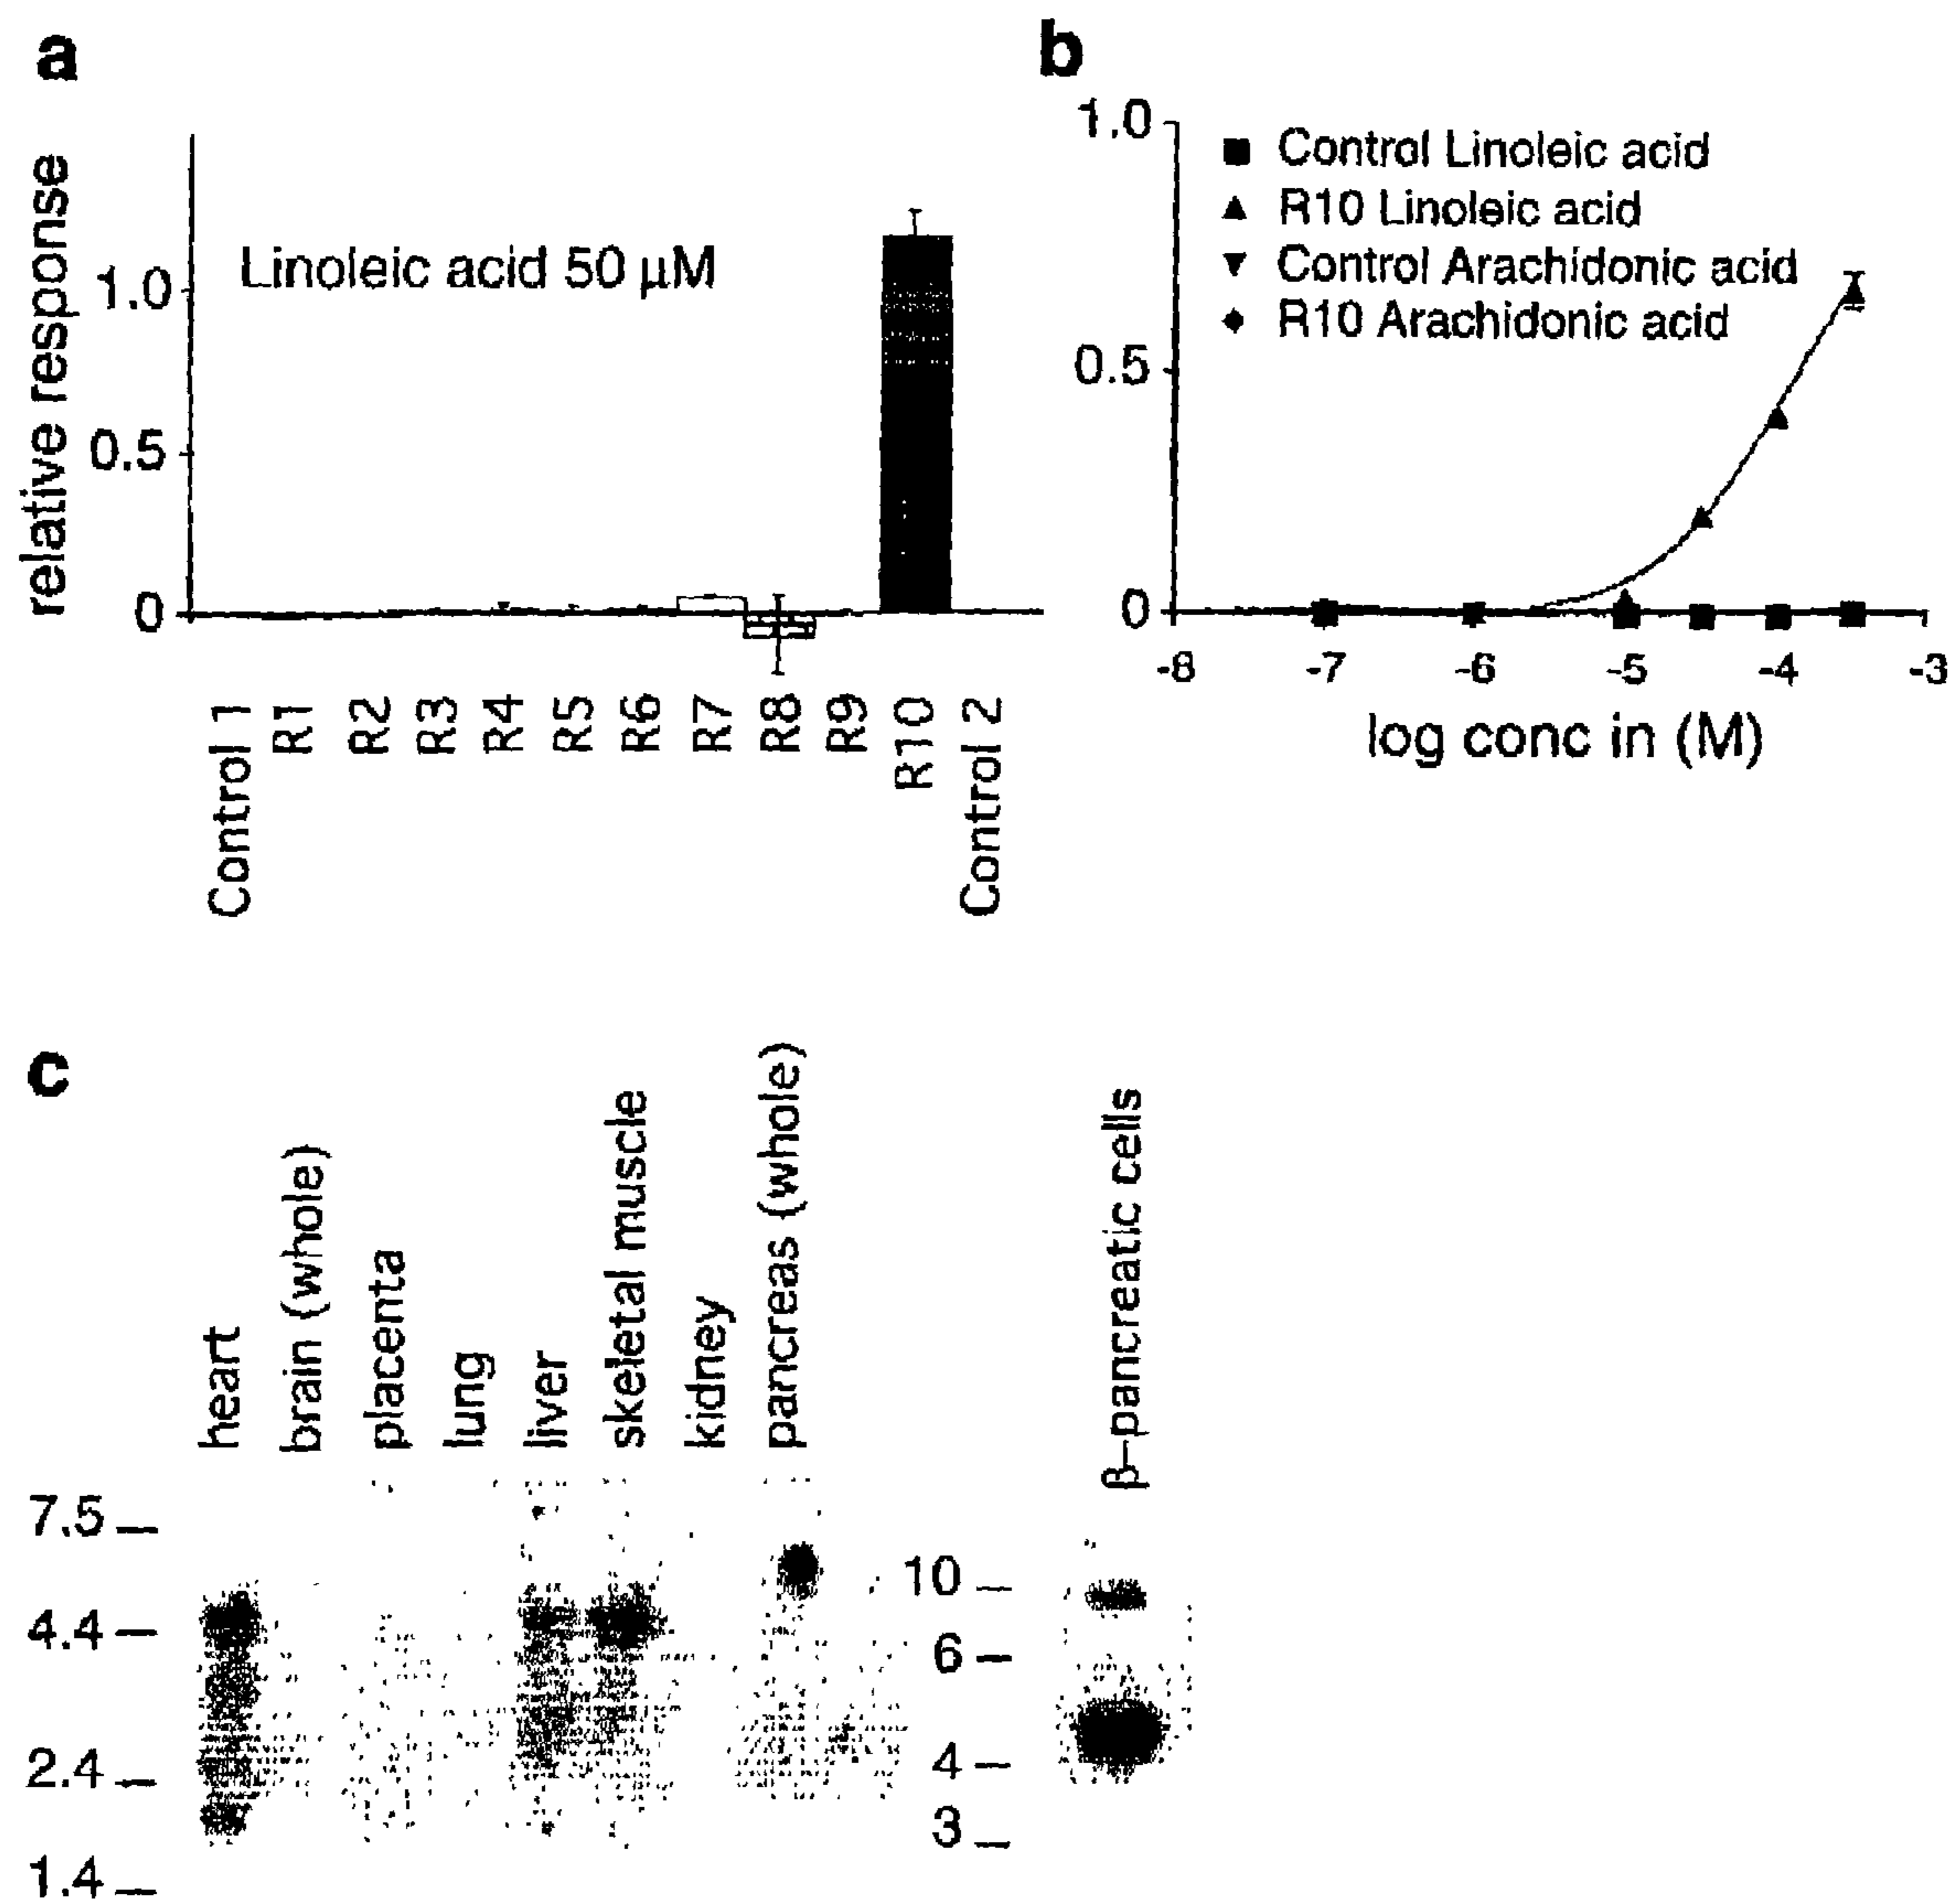 a
relative response
1.0
0.5
0
Linoleic acid 50 µM
Control 1
R1
R2
R3
R4
R5
R6
R7
R8
R9
R10
Control 2
b
1.0
0.5
0
Control Linoleic acid
R10 Linoleic acid
Control Arachidonic acid
R10 Arachidonic acid
-8
-7
-6
-5
-4
-3
log conc in (M)
c
heart
brain (whole)
placenta
lung
liver
skeletal muscle
kidney
pancreas (whole)
β-pancreatic cells
7.5
4.4
2.4
1.4
10
6
4
3